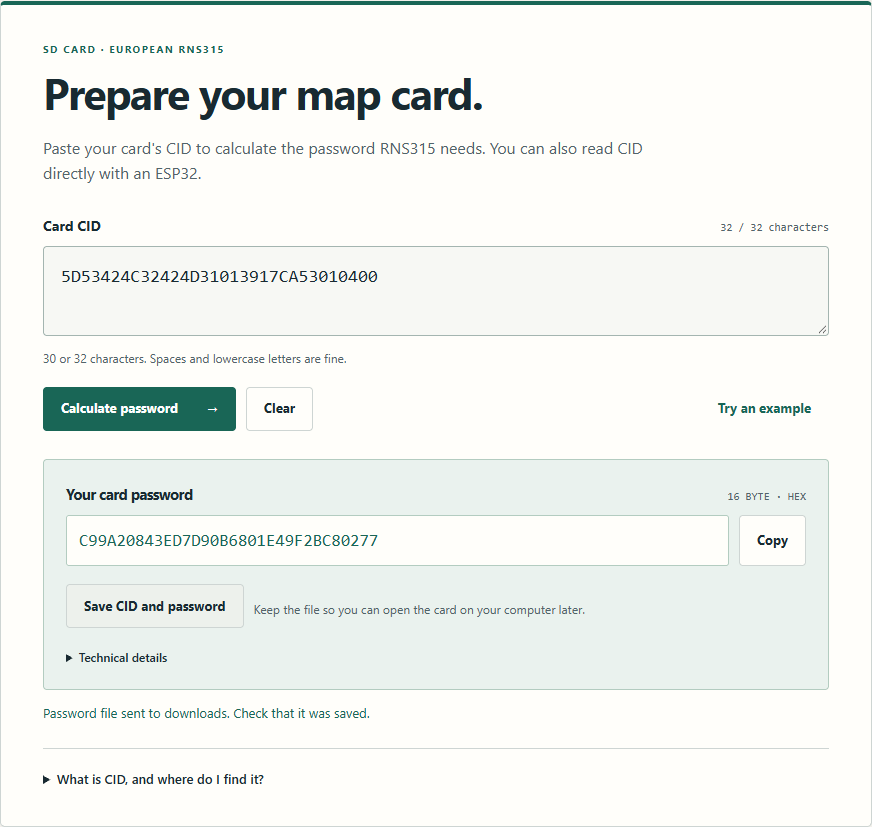 SD CARD · EUROPEAN RNS315
Prepare your map card.
Paste your card's CID to calculate the password RNS315 needs. You can also read CID
directly with an ESP32.
Card CID
32 / 32 characters
5D53424C32424D31013917CA53010400
30 or 32 characters. Spaces and lowercase letters are fine.
Calculate password →
Clear
Try an example
Your card password
16 BYTE · HEX
C99A20843ED7D90B6801E49F2BC80277
Copy
Save CID and password
Keep the file so you can open the card on your computer later.
Technical details
Password file sent to downloads. Check that it was saved.
What is CID, and where do I find it?